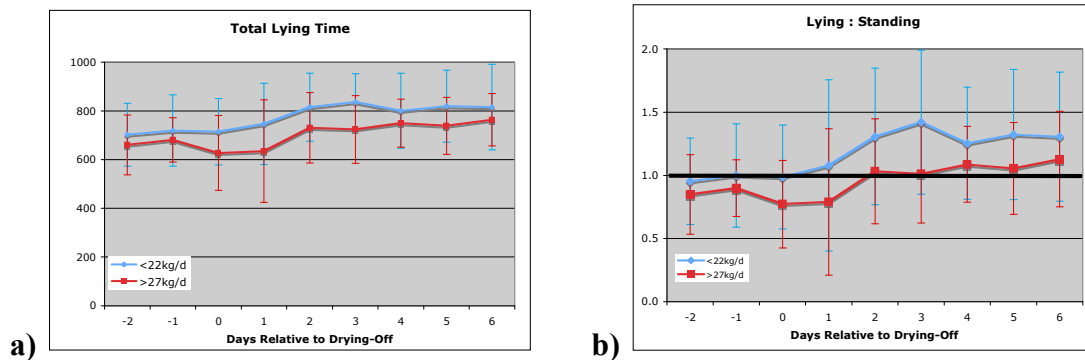 Total Lying Time
1000
800
600
400
200
0
<22kg/d
>27kg/d
-2 -1 0 1 2 3 4 5 6
Days Relative to Drying-Off
a)
Lying : Standing
2.0
1.5
1.0
0.5
0.0
<22kg/d
>27kg/d
-2 -1 0 1 2 3 4 5 6
Days Relative to Drying-Off
b)